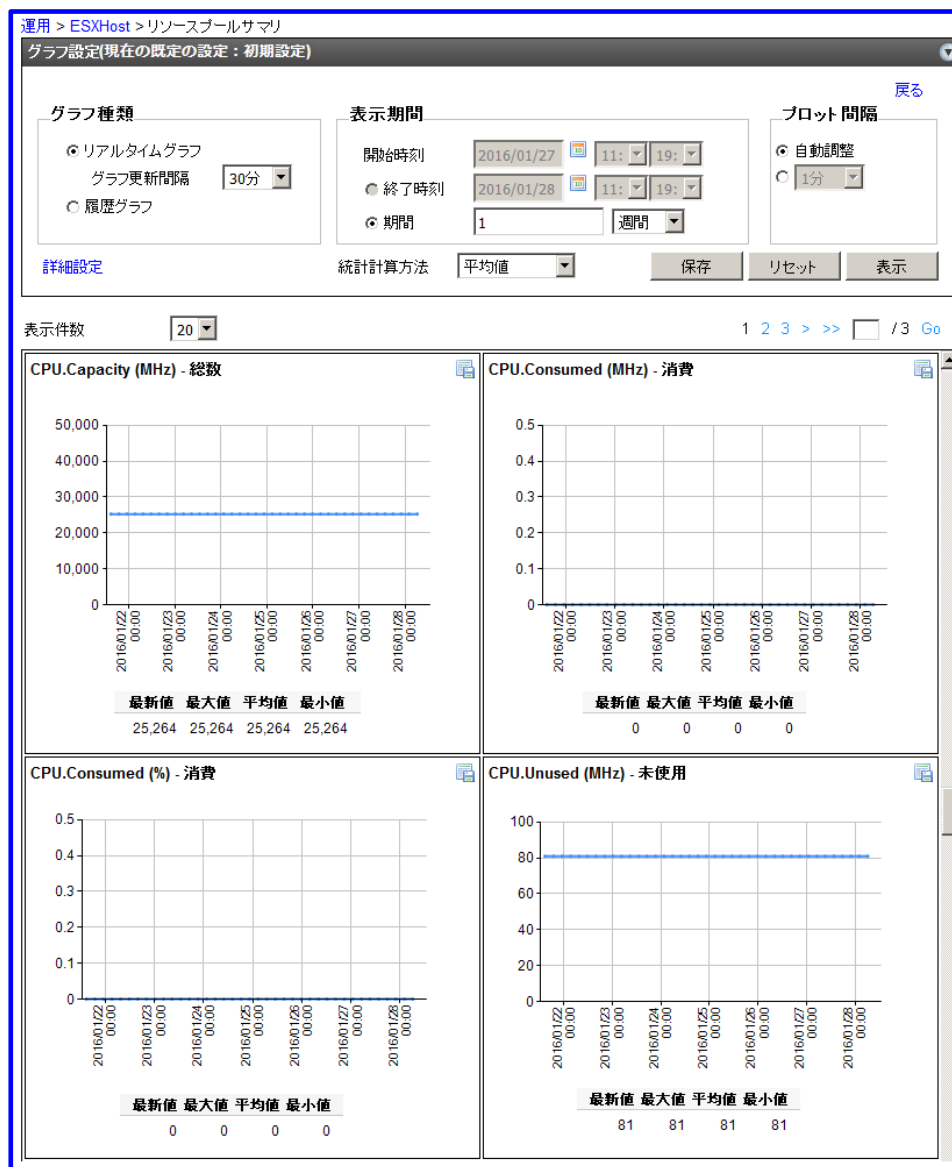 運用 > ESXHost >リソースプールサマリ
グラフ設定(現在の既定の設定：初期設定)
戻る
グラフ種類
リアルタイムグラフ
グラフ更新間隔 30分
履歴グラフ
表示期間
開始時刻 2016/01/27 11: 19:
終了時刻 2016/01/28 11: 19:
期間 1 週間
プロット間隔
自動調整
1分
詳細設定
統計計算方法 平均値
保存 リセット 表示
表示件数 20
1 2 3 > >> / 3 Go
CPU.Capacity (MHz) - 総数
50,000
40,000
30,000
20,000
10,000
0
2016/01/22 00:00
2016/01/23 00:00
2016/01/24 00:00
2016/01/25 00:00
2016/01/26 00:00
2016/01/27 00:00
2016/01/28 00:00
最新値 最大値 平均値 最小値
25,264 25,264 25,264 25,264
CPU.Consumed (MHz) - 消費
0.5
0.4
0.3
0.2
0.1
0
2016/01/22 00:00
2016/01/23 00:00
2016/01/24 00:00
2016/01/25 00:00
2016/01/26 00:00
2016/01/27 00:00
2016/01/28 00:00
最新値 最大値 平均値 最小値
0 0 0 0
CPU.Consumed (%) - 消費
0.5
0.4
0.3
0.2
0.1
0
2016/01/22 00:00
2016/01/23 00:00
2016/01/24 00:00
2016/01/25 00:00
2016/01/26 00:00
2016/01/27 00:00
2016/01/28 00:00
最新値 最大値 平均値 最小値
0 0 0 0
CPU.Unused (MHz) - 未使用
100
80
60
40
20
0
2016/01/22 00:00
2016/01/23 00:00
2016/01/24 00:00
2016/01/25 00:00
2016/01/26 00:00
2016/01/27 00:00
2016/01/28 00:00
最新値 最大値 平均値 最小値
81 81 81 81